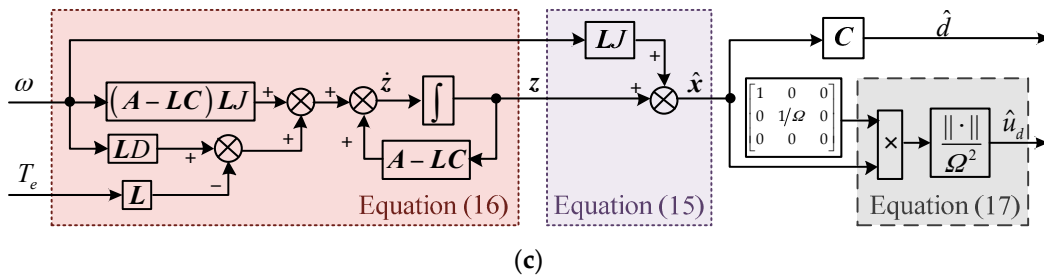 LJ
C
d̂
ω
(A − LC) LJ
+
+
ż
∫
z
+
+
x̂
1 0 0
0 1/Ω 0
0 0 0
×
‖·‖
Ω²
û_d
+
+
LD
+
−
A − LC
T_e
L
Equation (16)
Equation (15)
Equation (17)
(c)